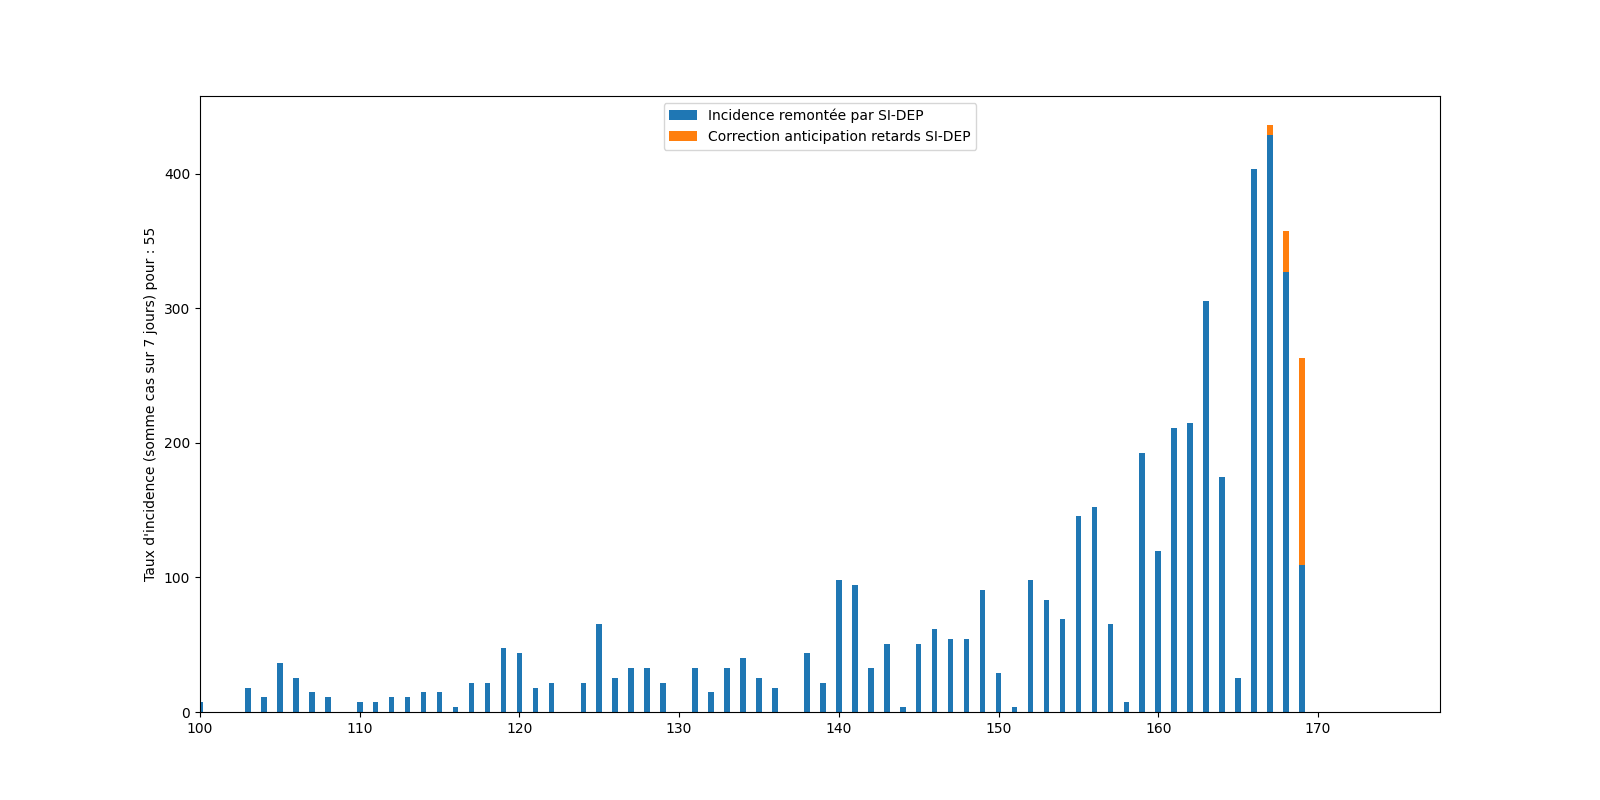 Incidence remontée par SI-DEP
Correction anticipation retards SI-DEP
Taux d'incidence (somme cas sur 7 jours) pour : 55
400
300
200
100
0
100 110 120 130 140 150 160 170